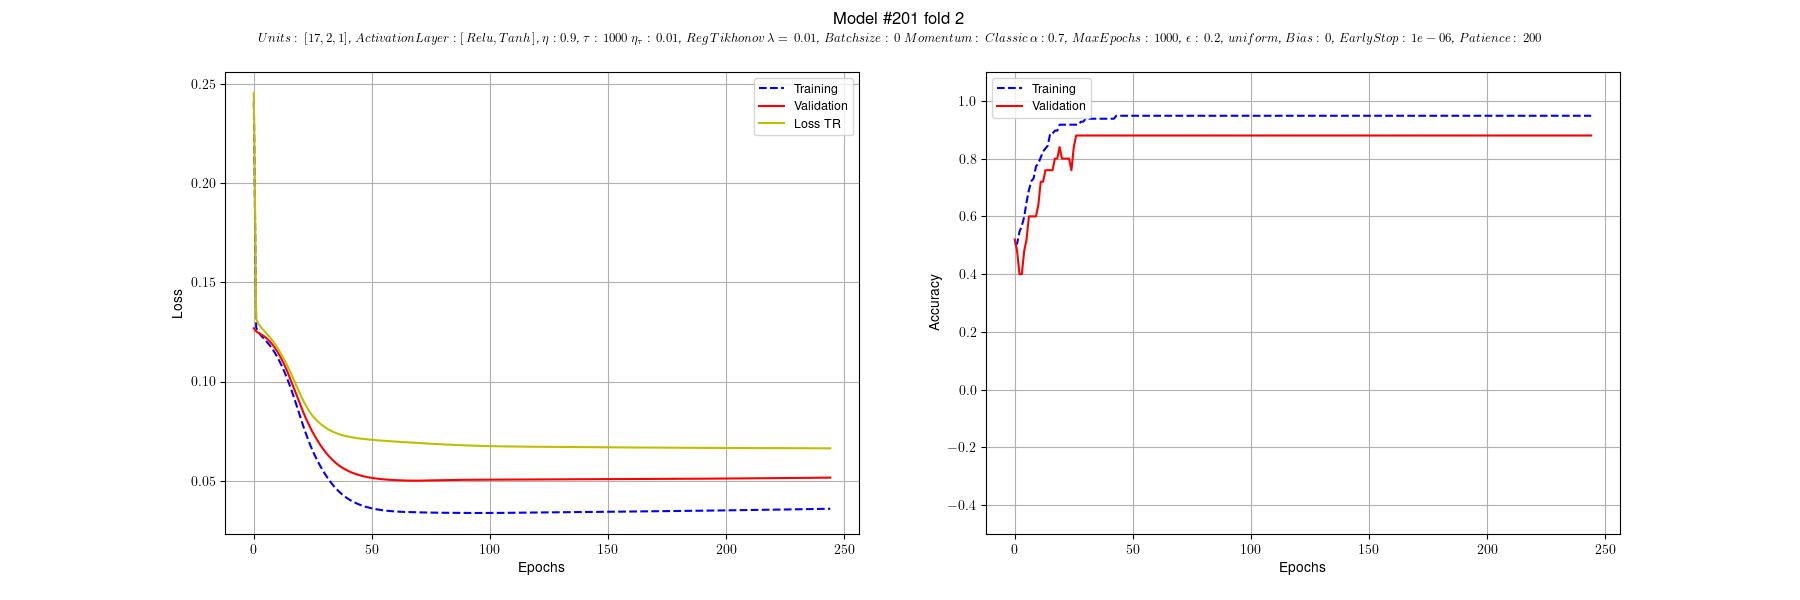 Model #201 fold 2
Units : [17, 2, 1], ActivationLayer : [Relu, Tanh], η : 0.9, τ : 1000 ητ : 0.01, RegTikhonov λ = 0.01, Batchsize : 0 Momentum : Classic α : 0.7, MaxEpochs : 1000, ϵ : 0.2, uniform, Bias : 0, EarlyStop : 1e − 06, Patience : 200
0.25
0.20
0.15
0.10
0.05
Loss
Training
Validation
Loss TR
0 50 100 150 200 250
Epochs
1.0
0.8
0.6
0.4
0.2
0.0
−0.2
−0.4
Accuracy
Training
Validation
0 50 100 150 200 250
Epochs